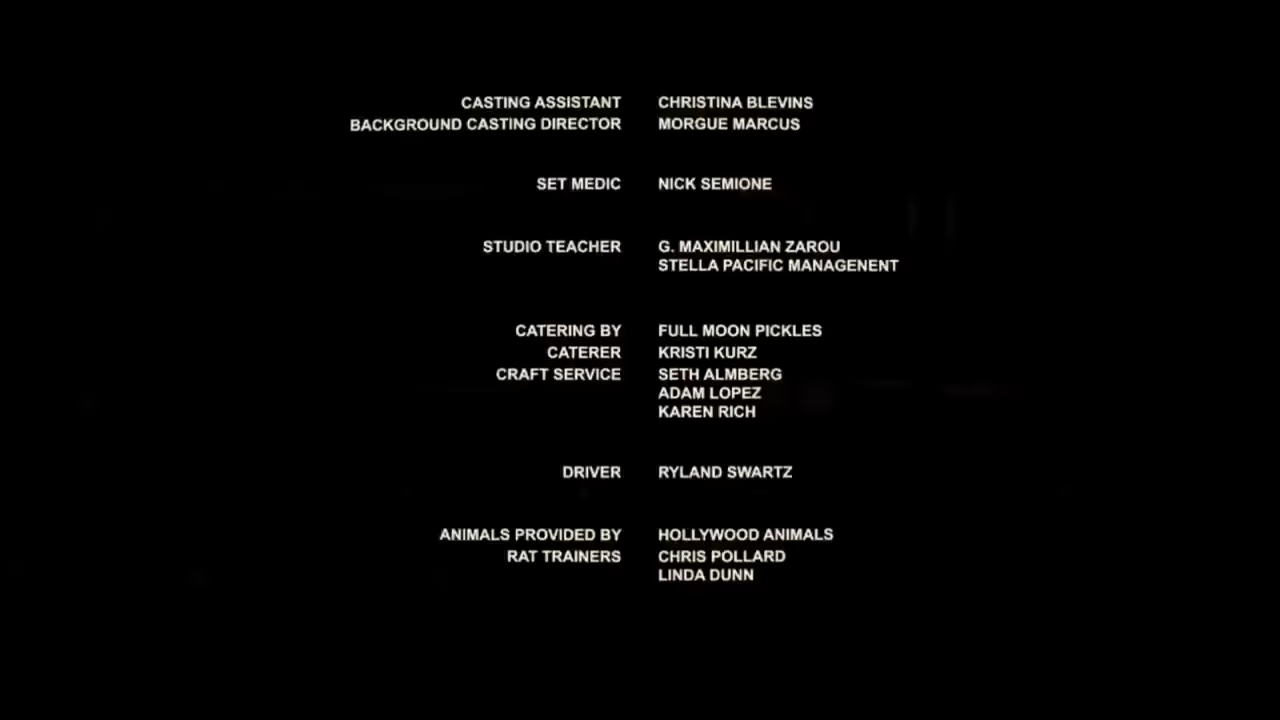 CASTING ASSISTANT CHRISTINA BLEVINS
BACKGROUND CASTING DIRECTOR MORGUE MARCUS
SET MEDIC NICK SEMIONE
STUDIO TEACHER G. MAXIMILLIAN ZAROU
STELLA PACIFIC MANAGENENT
CATERING BY FULL MOON PICKLES
CATERER KRISTI KURZ
CRAFT SERVICE SETH ALMBERG
ADAM LOPEZ
KAREN RICH
DRIVER RYLAND SWARTZ
ANIMALS PROVIDED BY HOLLYWOOD ANIMALS
RAT TRAINERS CHRIS POLLARD
LINDA DUNN